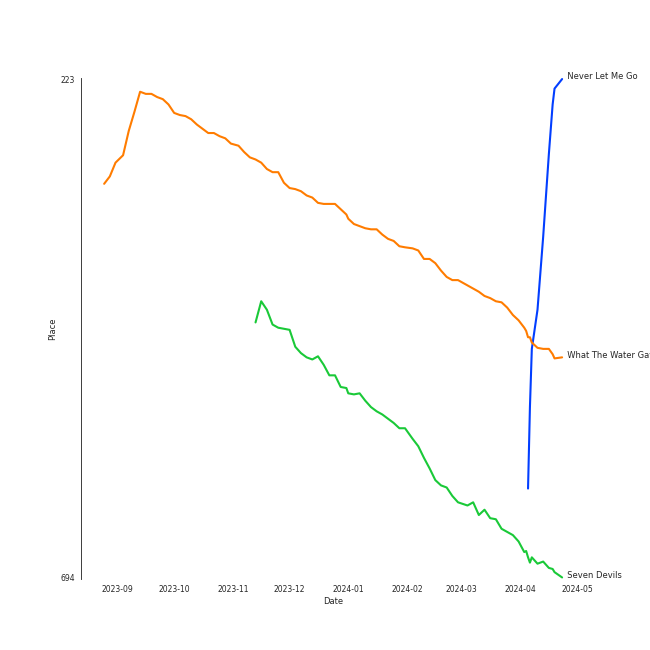 223
Never Let Me Go
Place
What The Water Ga
694
Seven Devils
2023-09 2023-10 2023-11 2023-12 2024-01 2024-02 2024-03 2024-04 2024-05
Date